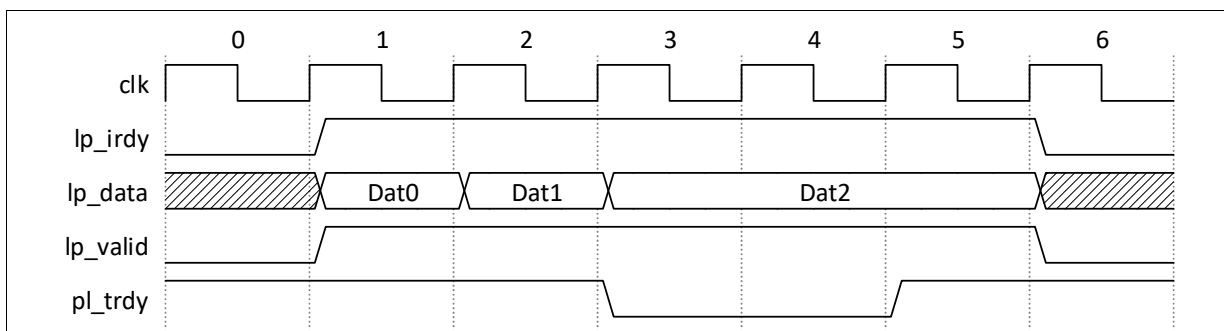 0 1 2 3 4 5 6
clk
lp_irdy
lp_data Dat0 Dat1 Dat2
lp_valid
pl_trdy